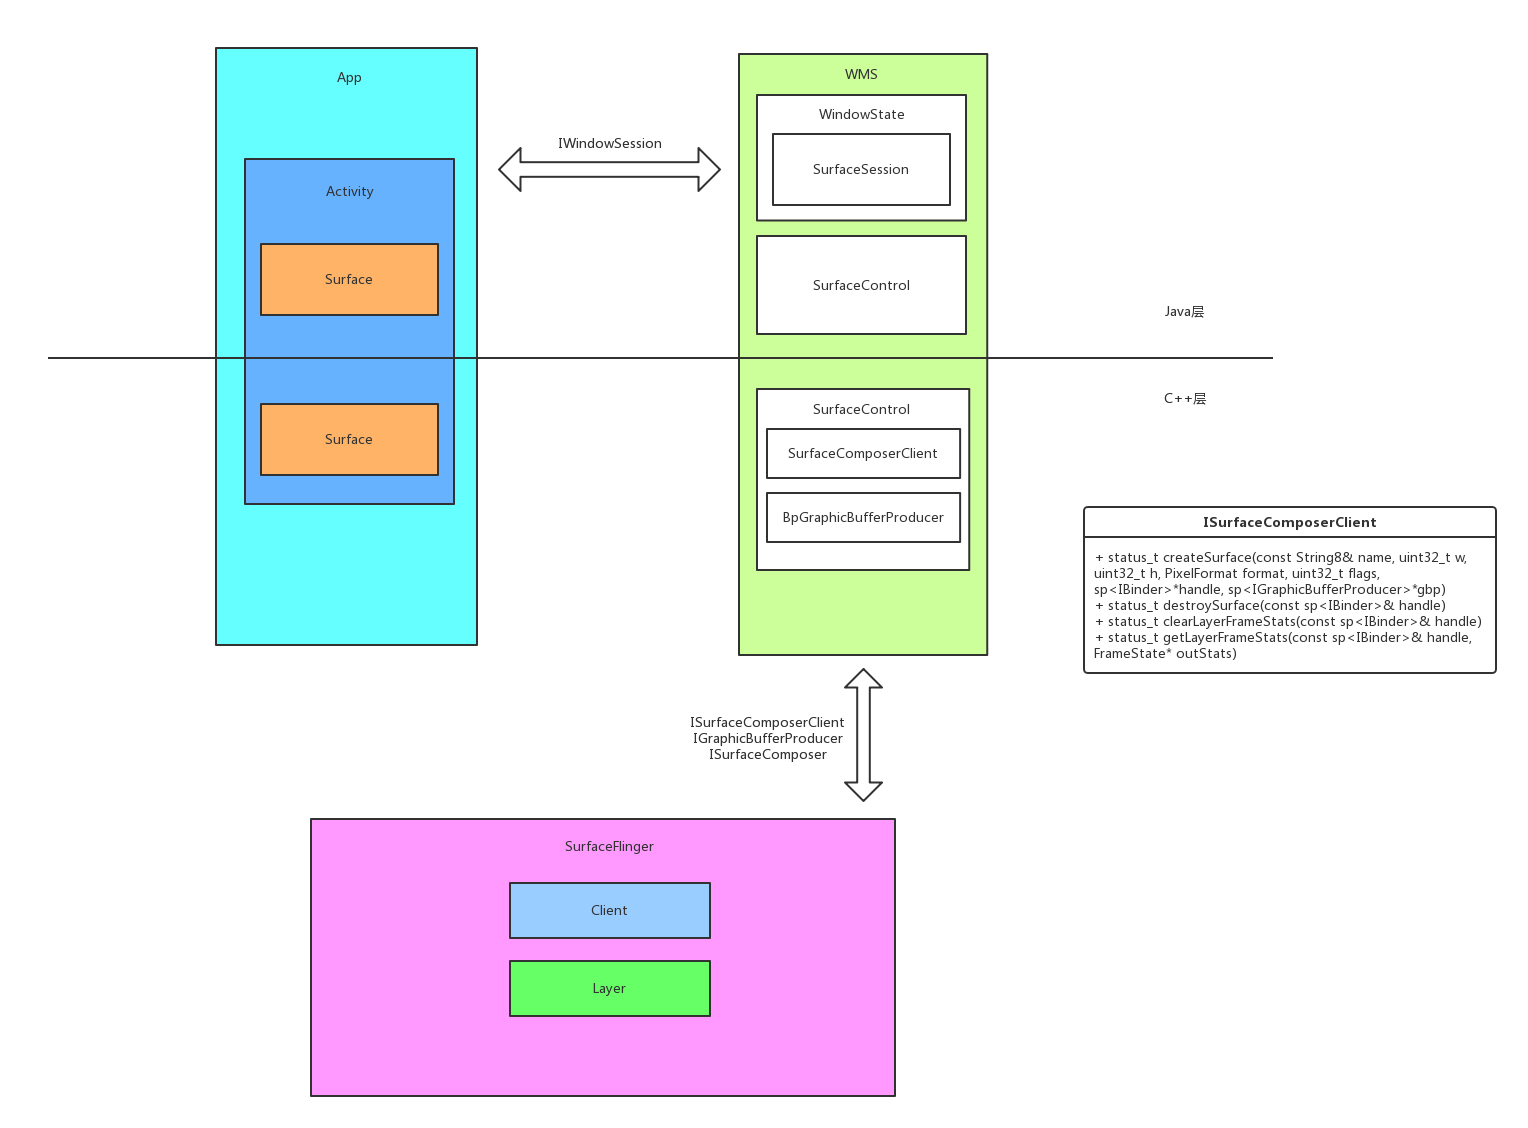 App
Activity
Surface
Surface
IWindowSession
WMS
WindowState
SurfaceSession
SurfaceControl
Java层
C++层
SurfaceControl
SurfaceComposerClient
BpGraphicBufferProducer
ISurfaceComposerClient
+ status_t createSurface(const String8& name, uint32_t w,
uint32_t h, PixelFormat format, uint32_t flags,
sp<IBinder>*handle, sp<IGraphicBufferProducer>*gbp)
+ status_t destroySurface(const sp<IBinder>& handle)
+ status_t clearLayerFrameStats(const sp<IBinder>& handle)
+ status_t getLayerFrameStats(const sp<IBinder>& handle,
FrameState* outStats)
ISurfaceComposerClient
IGraphicBufferProducer
ISurfaceComposer
SurfaceFlinger
Client
Layer